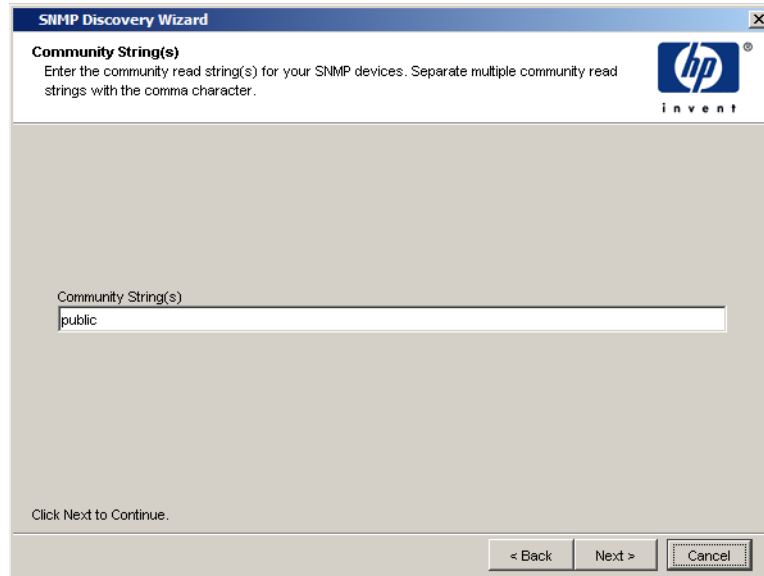 SNMP Discovery Wizard
Community String(s)
Enter the community read string(s) for your SNMP devices. Separate multiple community read
strings with the comma character.
hp
®
invent
Community String(s)
public
Click Next to Continue.
< Back
Next >
Cancel